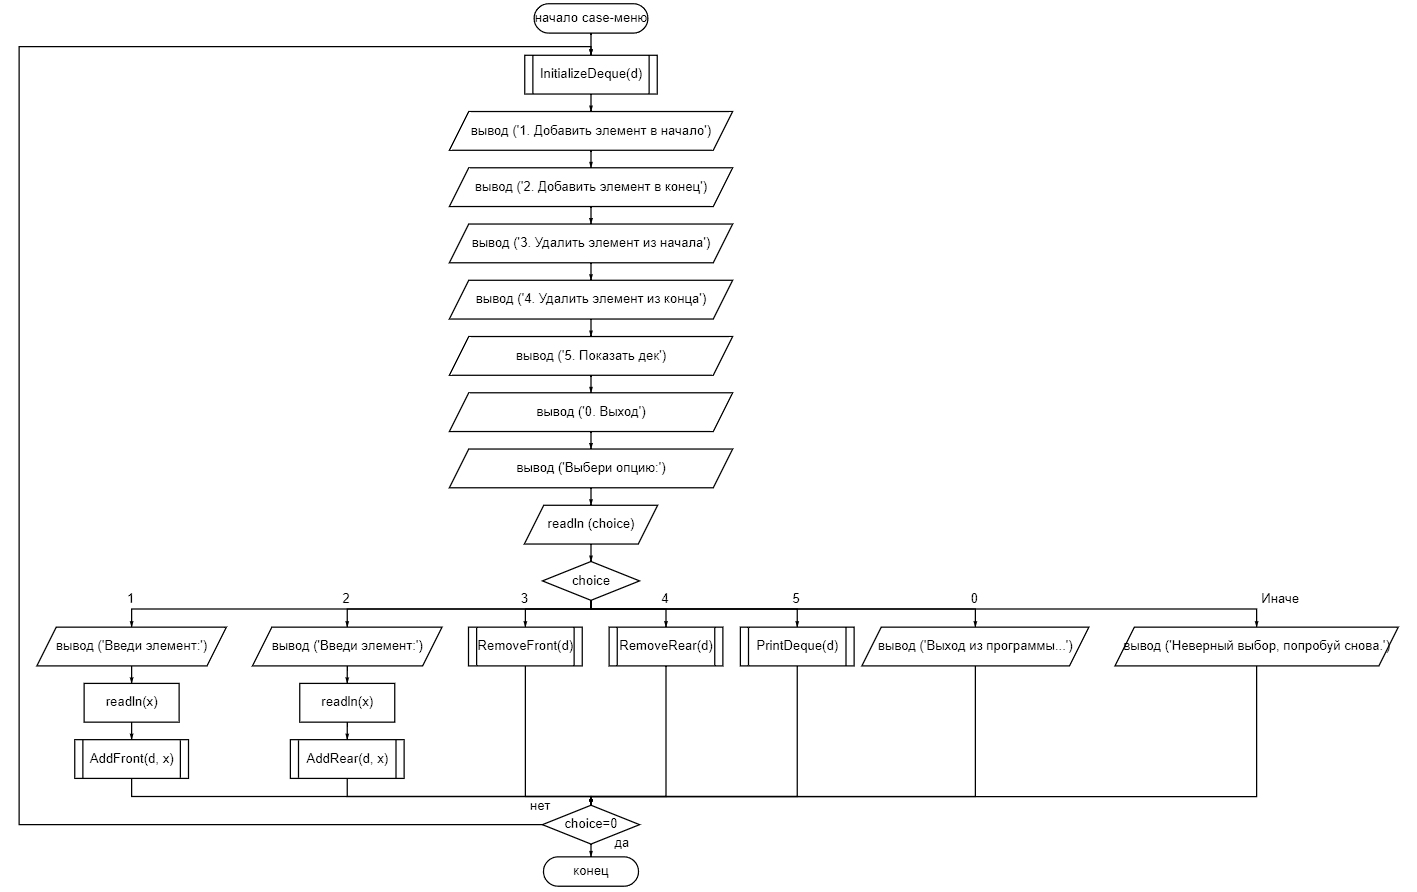 начало case-меню
InitializeDeque(d)
вывод ('1. Добавить элемент в начало')
вывод ('2. Добавить элемент в конец')
вывод ('3. Удалить элемент из начала')
вывод ('4. Удалить элемент из конца')
вывод ('5. Показать дек')
вывод ('0. Выход')
вывод ('Выбери опцию:')
readln (choice)
choice
1 2 3 4 5 0 Иначе
вывод ('Введи элемент:') вывод ('Введи элемент:') RemoveFront(d) RemoveRear(d) PrintDeque(d) вывод ('Выход из программы...') вывод ('Неверный выбор, попробуй снова.')
readln(x) readln(x)
AddFront(d, x) AddRear(d, x)
нет
choice=0
да
конец